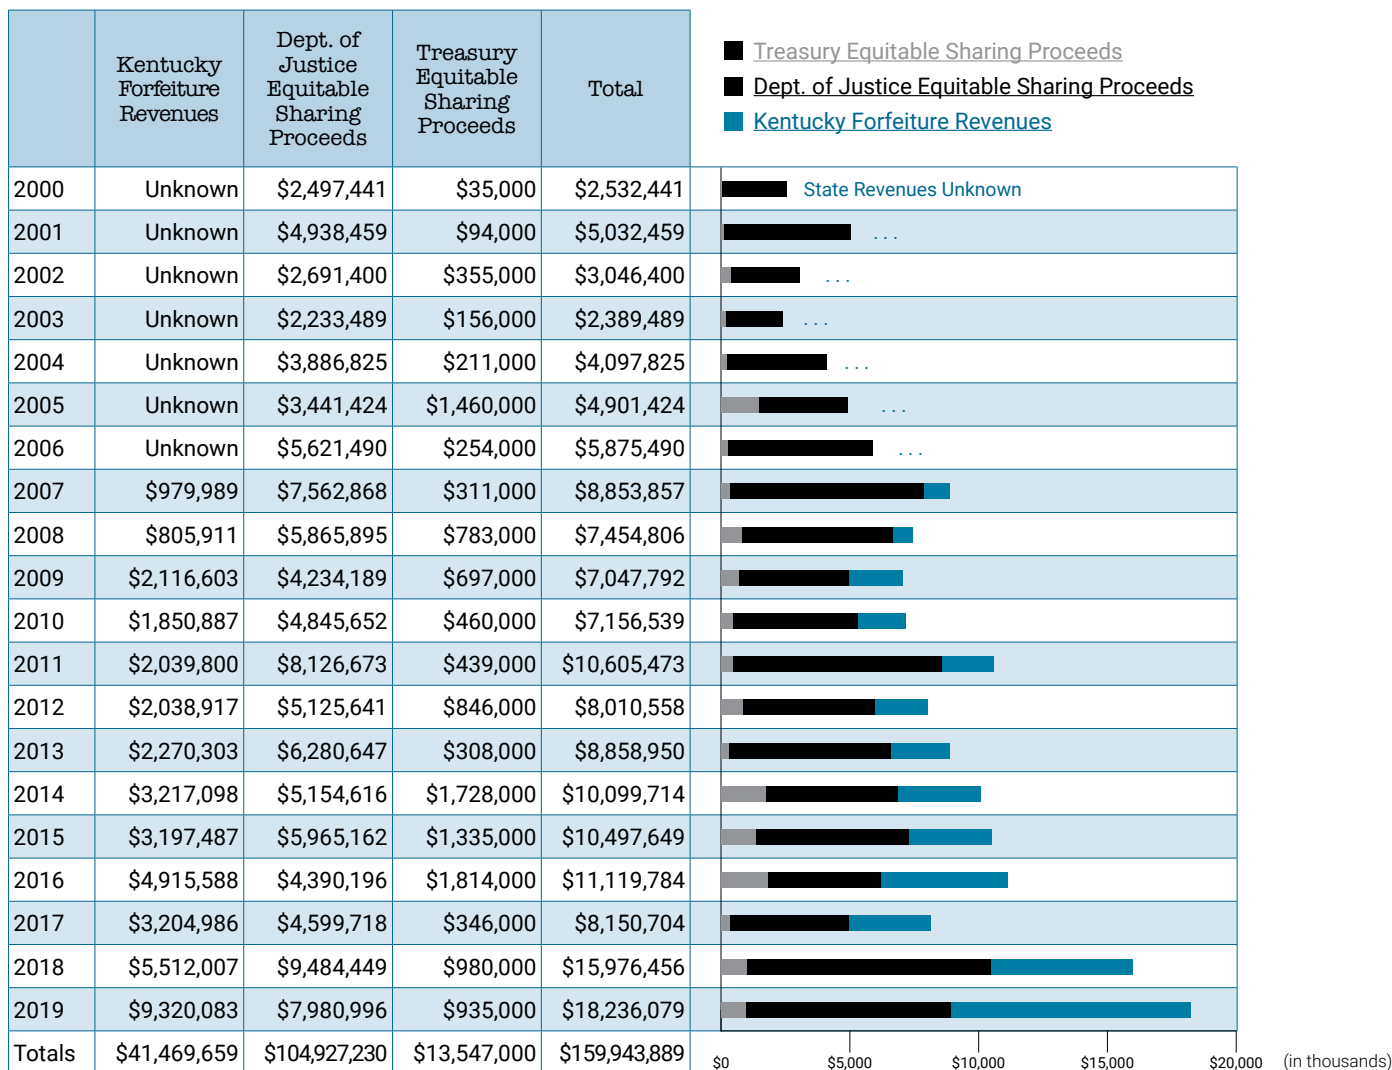 Kentucky
Forfeiture
Revenues
Dept. of
Justice
Equitable
Sharing
Proceeds
Treasury
Equitable
Sharing
Proceeds
Total
Treasury Equitable Sharing Proceeds
Dept. of Justice Equitable Sharing Proceeds
Kentucky Forfeiture Revenues
2000 Unknown $2,497,441 $35,000 $2,532,441 State Revenues Unknown
2001 Unknown $4,938,459 $94,000 $5,032,459 ...
2002 Unknown $2,691,400 $355,000 $3,046,400 ...
2003 Unknown $2,233,489 $156,000 $2,389,489 ...
2004 Unknown $3,886,825 $211,000 $4,097,825 ...
2005 Unknown $3,441,424 $1,460,000 $4,901,424 ...
2006 Unknown $5,621,490 $254,000 $5,875,490 ...
2007 $979,989 $7,562,868 $311,000 $8,853,857
2008 $805,911 $5,865,895 $783,000 $7,454,806
2009 $2,116,603 $4,234,189 $697,000 $7,047,792
2010 $1,850,887 $4,845,652 $460,000 $7,156,539
2011 $2,039,800 $8,126,673 $439,000 $10,605,473
2012 $2,038,917 $5,125,641 $846,000 $8,010,558
2013 $2,270,303 $6,280,647 $308,000 $8,858,950
2014 $3,217,098 $5,154,616 $1,728,000 $10,099,714
2015 $3,197,487 $5,965,162 $1,335,000 $10,497,649
2016 $4,915,588 $4,390,196 $1,814,000 $11,119,784
2017 $3,204,986 $4,599,718 $346,000 $8,150,704
2018 $5,512,007 $9,484,449 $980,000 $15,976,456
2019 $9,320,083 $7,980,996 $935,000 $18,236,079
Totals $41,469,659 $104,927,230 $13,547,000 $159,943,889
$0 $5,000 $10,000 $15,000 $20,000 (in thousands)